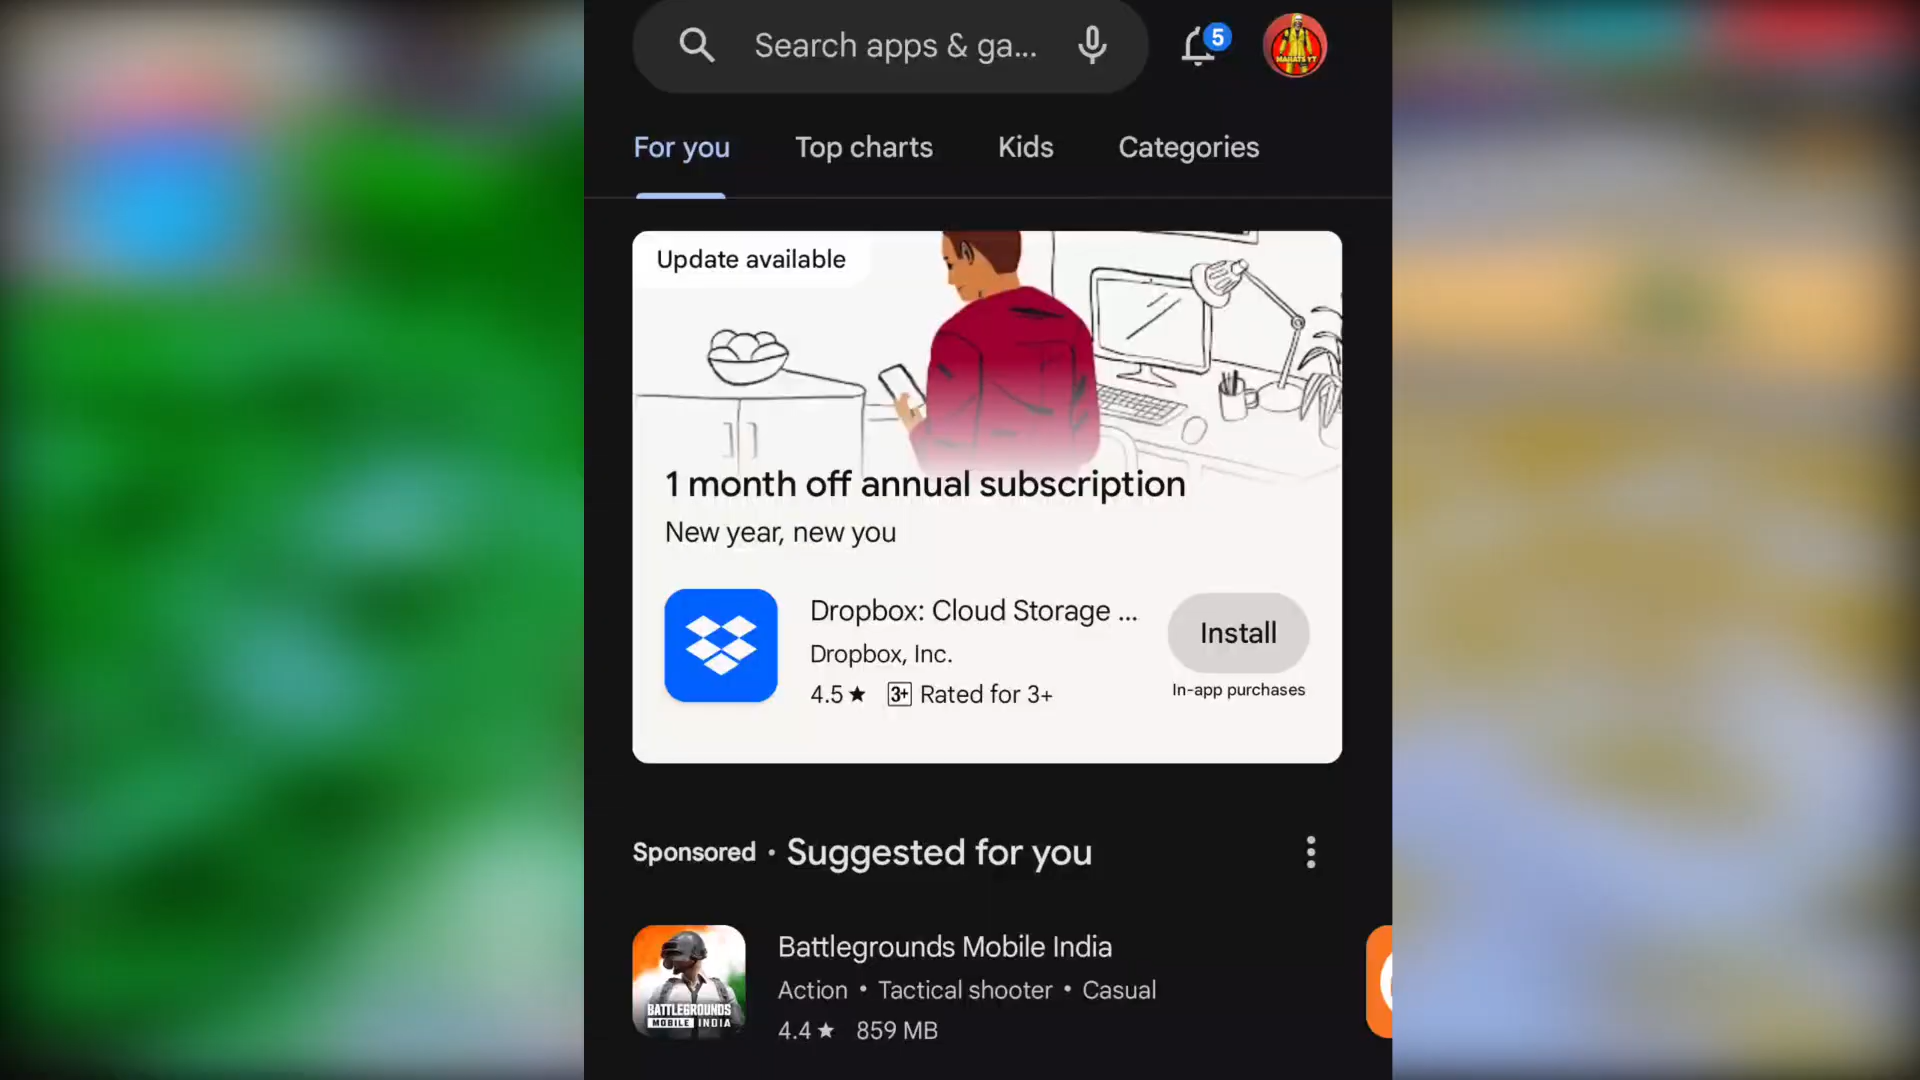 Search apps & ga...
5
For you
Top charts
Kids
Categories
Update available
1 month off annual subscription
New year, new you
Dropbox: Cloud Storage ...
Dropbox, Inc.
4.5★ 3+ Rated for 3+
Install
In-app purchases
Sponsored • Suggested for you
Battlegrounds Mobile India
Action • Tactical shooter • Casual
4.4★ 859 MB
BATTLEGROUNDS
MOBILE INDIA